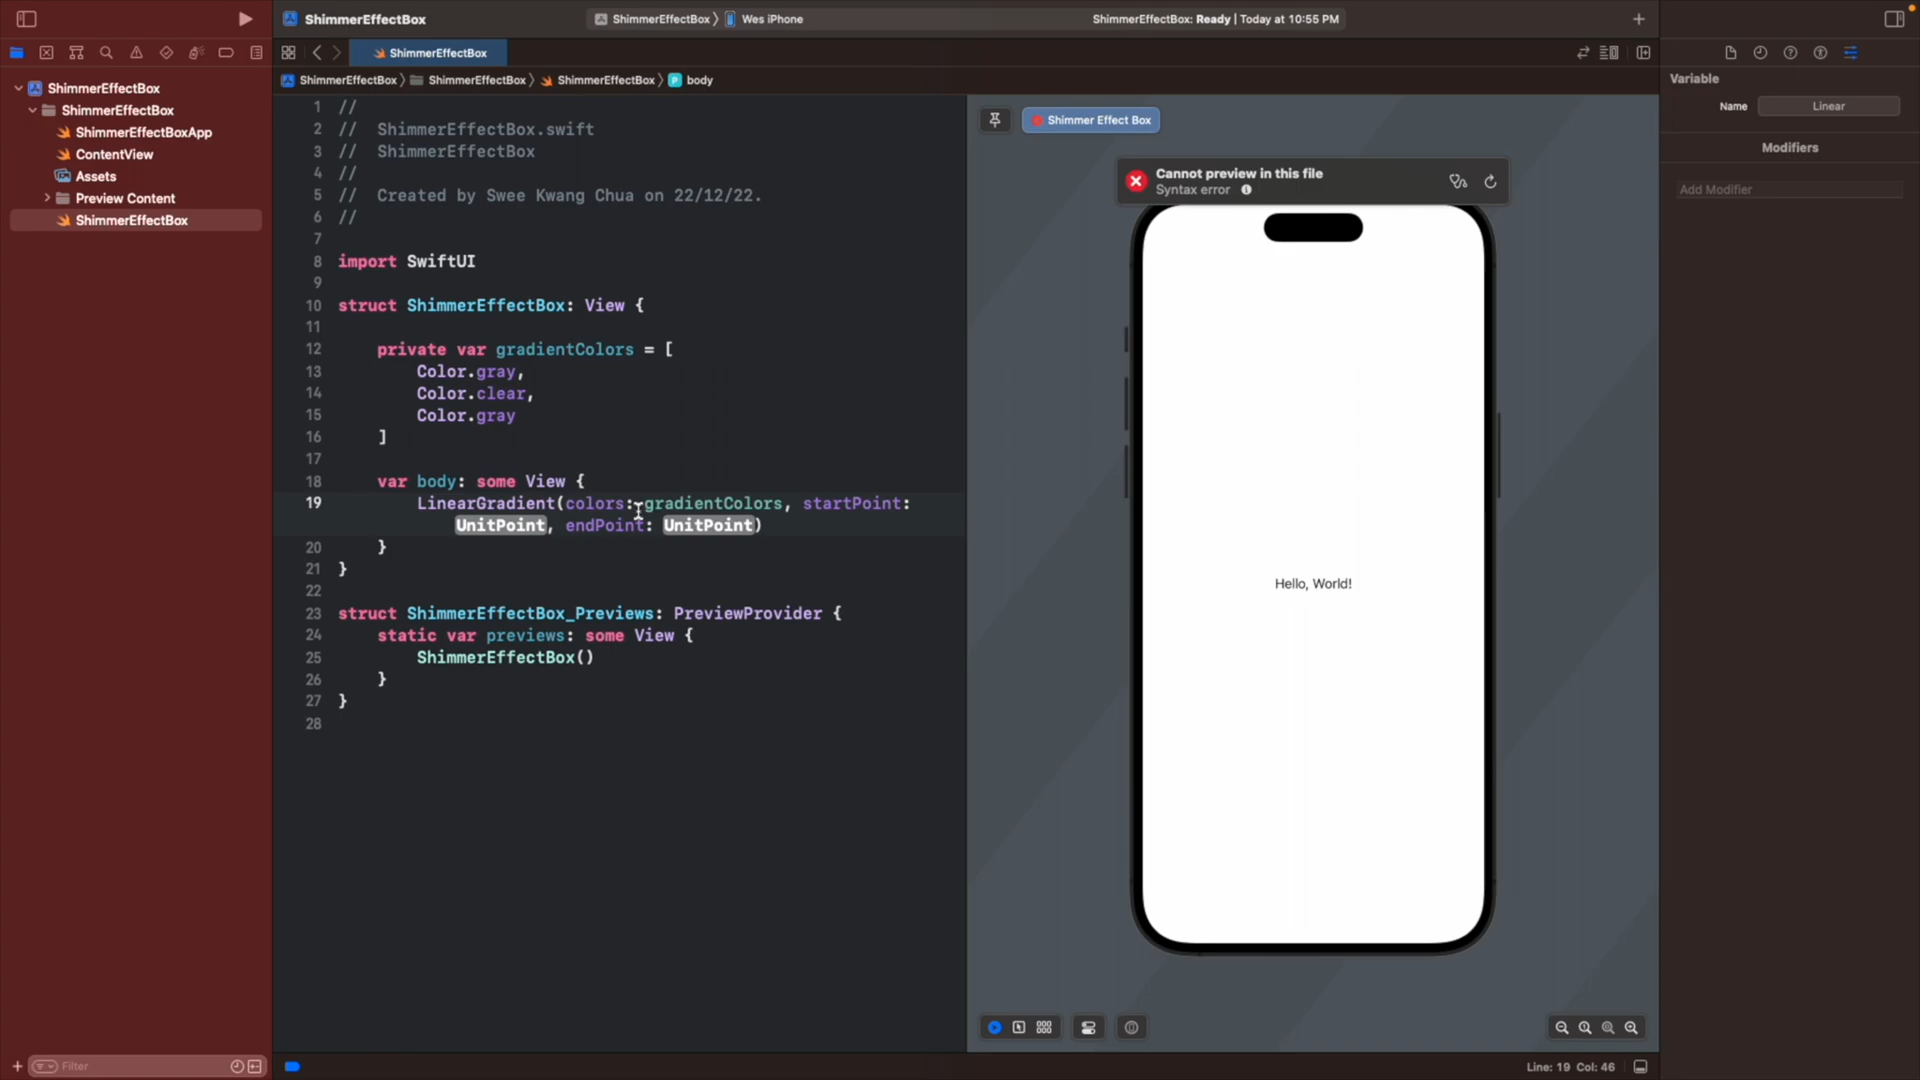 ShimmerEffectBox
ShimmerEffectBox 〉 Wes iPhone
ShimmerEffectBox: Ready | Today at 10:55 PM
ShimmerEffectBox
ShimmerEffectBox 〉 ShimmerEffectBox 〉 ShimmerEffectBox 〉 body
ShimmerEffectBox
ShimmerEffectBox
ShimmerEffectBoxApp
ContentView
Assets
Preview Content
ShimmerEffectBox
Filter
1 //
2 //  ShimmerEffectBox.swift
3 //  ShimmerEffectBox
4 //
5 //  Created by Swee Kwang Chua on 22/12/22.
6 //
7
8 import SwiftUI
9
10 struct ShimmerEffectBox: View {
11
12     private var gradientColors = [
13         Color.gray,
14         Color.clear,
15         Color.gray
16     ]
17
18     var body: some View {
19         LinearGradient(colors: gradientColors, startPoint:
UnitPoint, endPoint: UnitPoint)
20     }
21 }
22
23 struct ShimmerEffectBox_Previews: PreviewProvider {
24     static var previews: some View {
25         ShimmerEffectBox()
26     }
27 }
28
Shimmer Effect Box
Cannot preview in this file
Syntax error
Hello, World!
Variable
Name Linear
Modifiers
Add Modifier
Line: 19 Col: 46